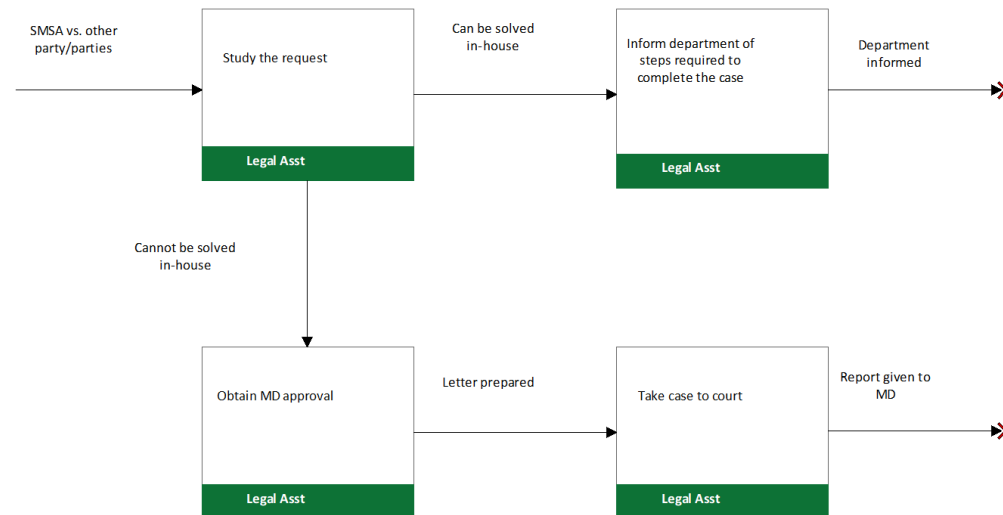 SMSA vs. other
party/parties
Study the request
Legal Asst
Can be solved
in-house
Inform department of
steps required to
complete the case
Legal Asst
Department
informed
Cannot be solved
in-house
Obtain MD approval
Legal Asst
Letter prepared
Take case to court
Legal Asst
Report given to
MD